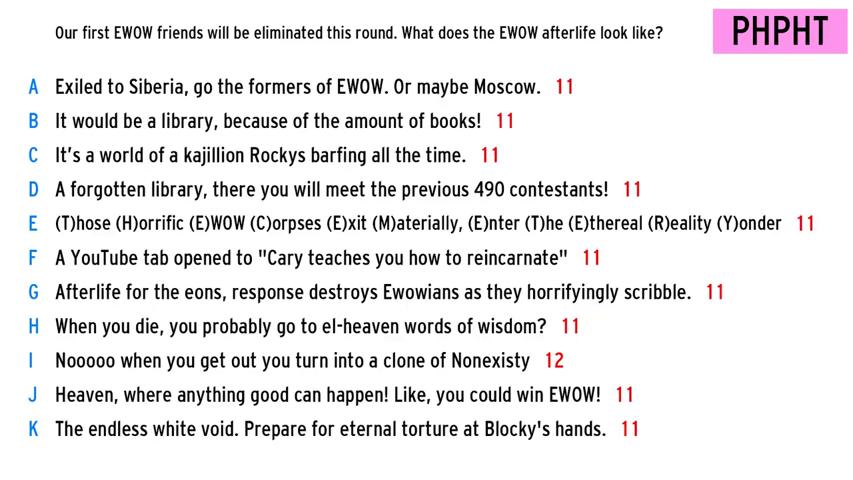 Our first EWOW friends will be eliminated this round. What does the EWOW afterlife look like?
PHPHT
A Exiled to Siberia, go the formers of EWOW. Or maybe Moscow. 11
B It would be a library, because of the amount of books! 11
C It's a world of a kajillion Rockys barfing all the time. 11
D A forgotten library, there you will meet the previous 490 contestants! 11
E (T)hose (H)orrific (E)WOW (C)orpses (E)xit (M)aterially, (E)nter (T)he (E)thereal (R)eality (Y)onder 11
F A YouTube tab opened to "Cary teaches you how to reincarnate" 11
G Afterlife for the eons, response destroys Ewowians as they horrifyingly scribble. 11
H When you die, you probably go to el-heaven words of wisdom? 11
I Nooooo when you get out you turn into a clone of Nonexisty 12
J Heaven, where anything good can happen! Like, you could win EWOW! 11
K The endless white void. Prepare for eternal torture at Blocky's hands. 11